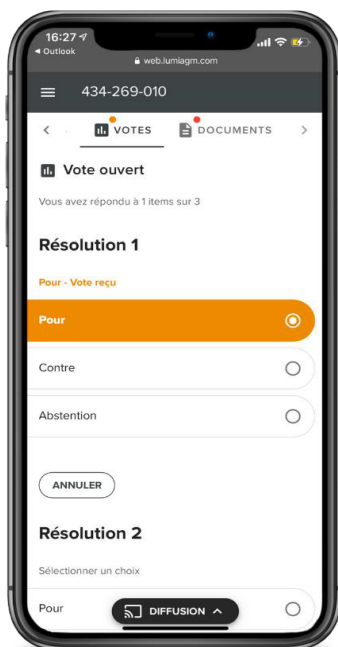 16:27
◄ Outlook
web.lumiagm.com
434-269-010
VOTES
DOCUMENTS
Vote ouvert
Vous avez répondu à 1 items sur 3
Résolution 1
Pour - Vote reçu
Pour
Contre
Abstention
ANNULER
Résolution 2
Sélectionner un choix
Pour
DIFFUSION